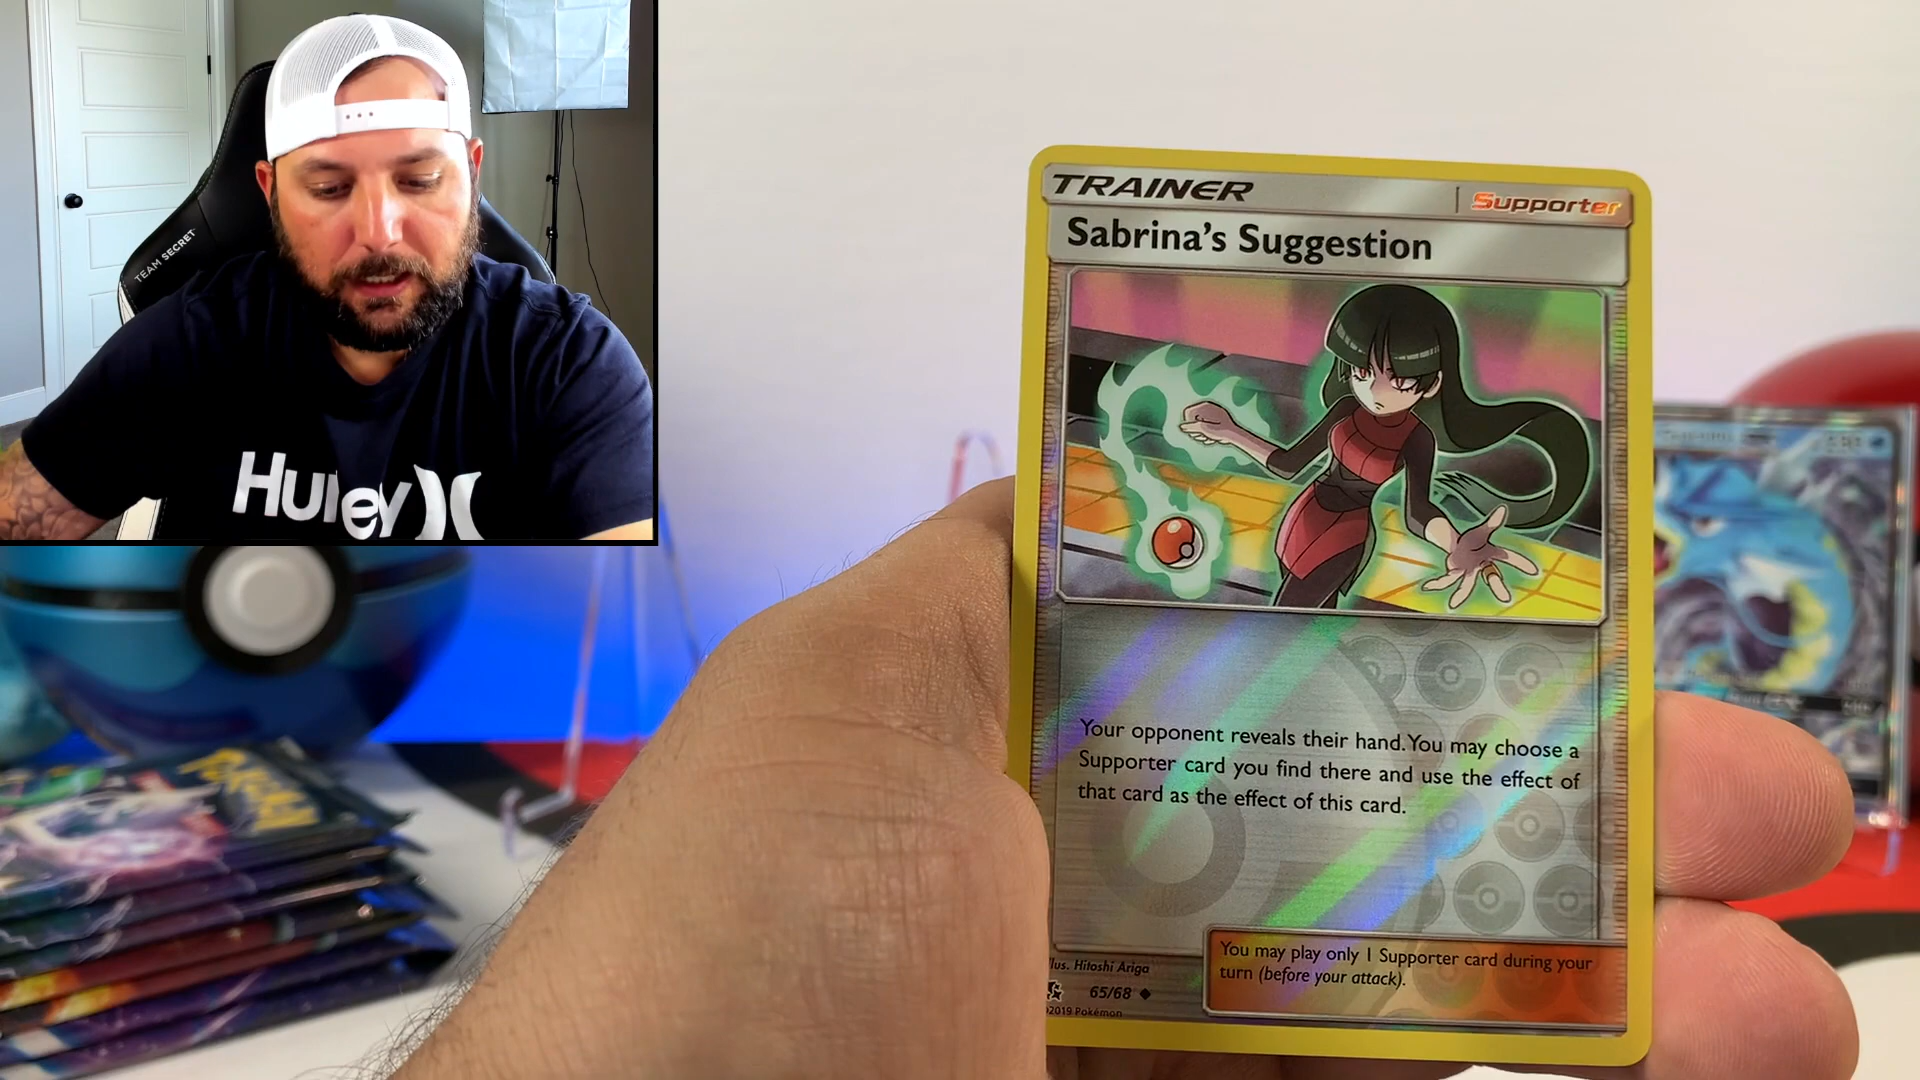 TEAM SECRET
Hurley
TRAINER
Supporter
Sabrina's Suggestion
Your opponent reveals their hand. You may choose a
Supporter card you find there and use the effect of
that card as the effect of this card.
You may play only 1 Supporter card during your
turn (before your attack).
lus. Hitoshi Ariga
65/68
©2019 Pokémon
POKÉMON